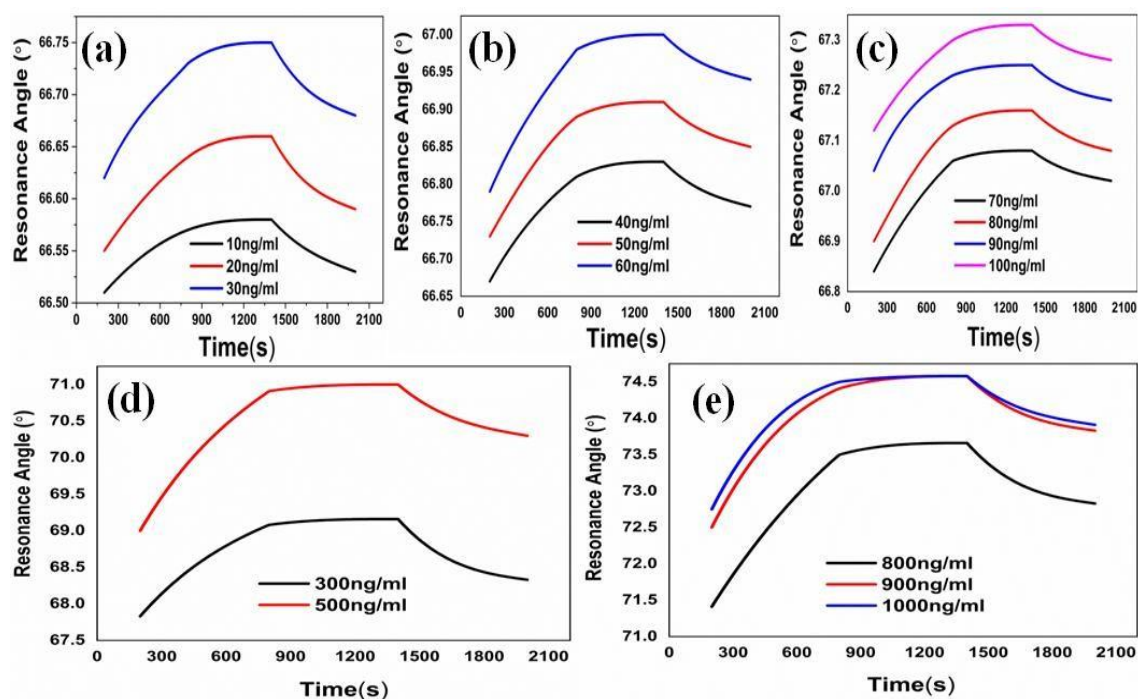 (a)
Resonance Angle (°)
66.75
66.70
66.65
66.60
66.55
66.50
10ng/ml
20ng/ml
30ng/ml
300 600 900 1200 1500 1800 2100
Time(s)
(b)
Resonance Angle (°)
67.00
66.95
66.90
66.85
66.80
66.75
66.70
66.65
40ng/ml
50ng/ml
60ng/ml
0 300 600 900 1200 1500 1800 2100
Time(s)
(c)
Resonance Angle (°)
67.3
67.2
67.1
67.0
66.9
66.8
70ng/ml
80ng/ml
90ng/ml
100ng/ml
0 300 600 900 1200 1500 1800 2100
Time(s)
(d)
Resonance Angle (°)
71.0
70.5
70.0
69.5
69.0
68.5
68.0
67.5
300ng/ml
500ng/ml
0 300 600 900 1200 1500 1800 2100
Time(s)
(e)
Resonance Angle (°)
74.5
74.0
73.5
73.0
72.5
72.0
71.5
71.0
800ng/ml
900ng/ml
1000ng/ml
0 300 600 900 1200 1500 1800 2100
Time(s)